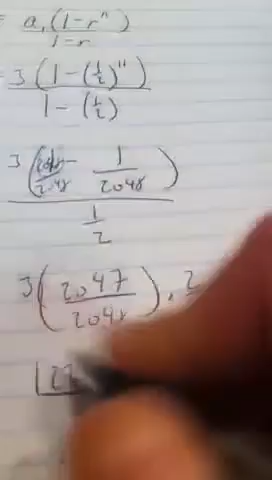 = a₁(1-rⁿ) / 1-r
= 3(1-(1/2)¹¹) / 1-(1/2)
3(2048/2048 - 1/2048) / 1/2
3(2047/2048) · 2